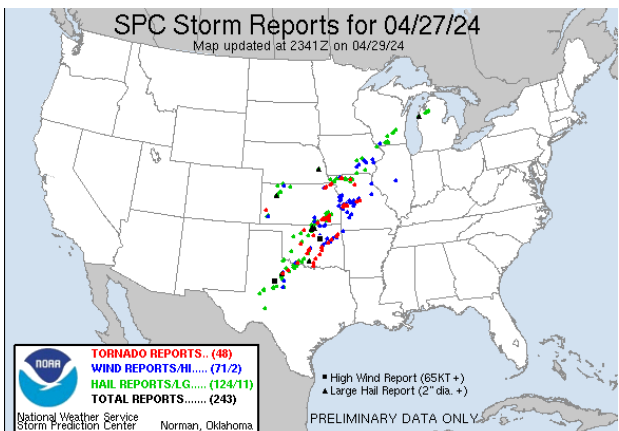 SPC Storm Reports for 04/27/24
Map updated at 2341Z on 04/29/24
NOAA
TORNADO REPORTS.. (48)
WIND REPORTS/HI..... (71/2)
HAIL REPORTS/LG..... (124/11)
TOTAL REPORTS....... (243)
National Weather Service
Storm Prediction Center Norman, Oklahoma
High Wind Report (65KT +)
Large Hail Report (2" dia. +)
PRELIMINARY DATA ONLY